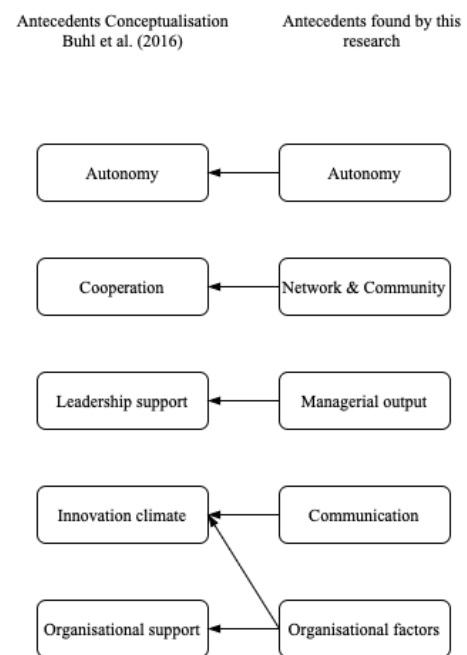 Antecedents Conceptualisation
Buhl et al. (2016)
Antecedents found by this
research
Autonomy
Autonomy
Cooperation
Network & Community
Leadership support
Managerial output
Innovation climate
Communication
Organisational support
Organisational factors